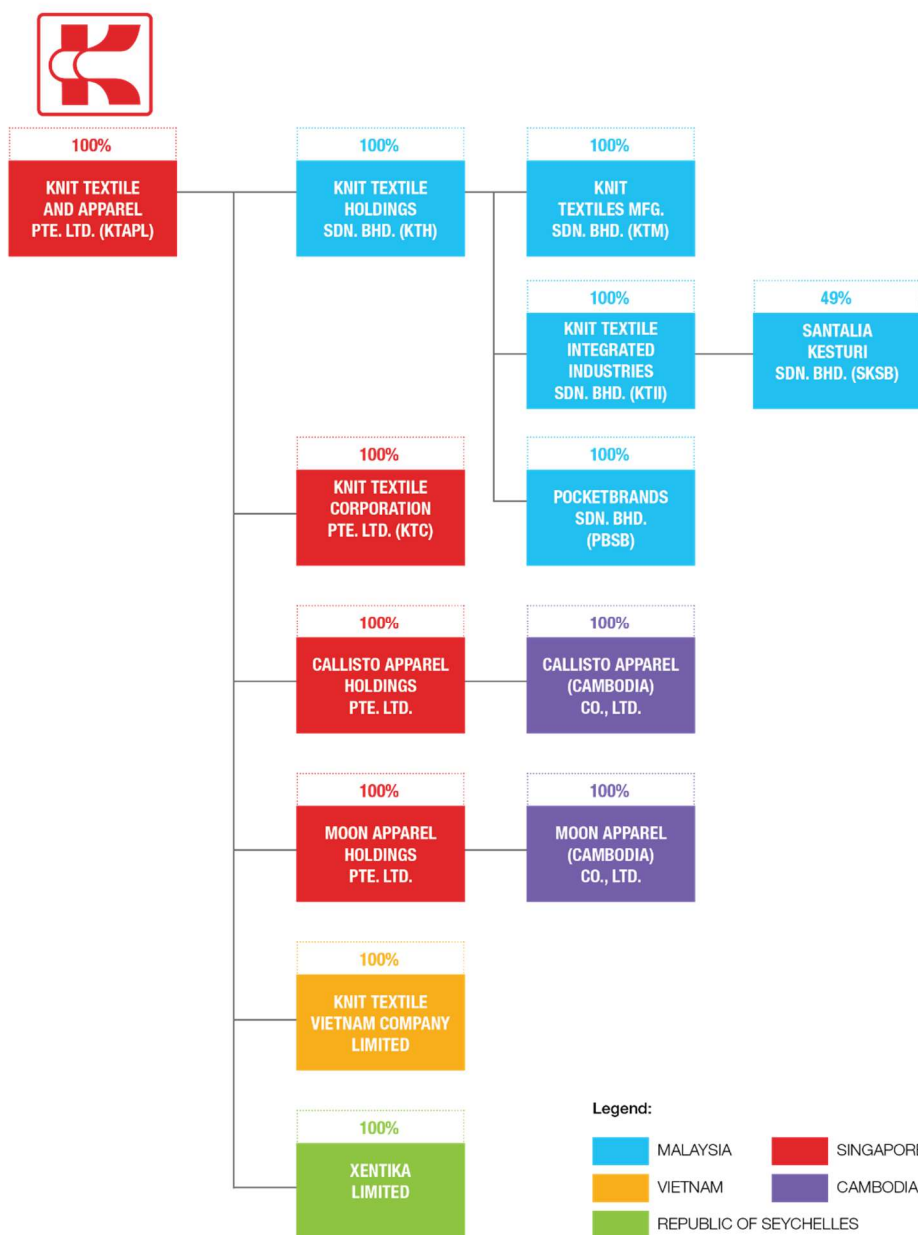 100%
KNIT TEXTILE
AND APPAREL
PTE. LTD. (KTAPL)
100%
KNIT TEXTILE
HOLDINGS
SDN. BHD. (KTH)
100%
KNIT
TEXTILES MFG.
SDN. BHD. (KTM)
100%
KNIT TEXTILE
INTEGRATED
INDUSTRIES
SDN. BHD. (KTII)
49%
SANTALIA
KESTURI
SDN. BHD. (SKSB)
100%
POCKETBRANDS
SDN. BHD.
(PBSB)
100%
KNIT TEXTILE
CORPORATION
PTE. LTD. (KTC)
100%
CALLISTO APPAREL
HOLDINGS
PTE. LTD.
100%
CALLISTO APPAREL
(CAMBODIA)
CO., LTD.
100%
MOON APPAREL
HOLDINGS
PTE. LTD.
100%
MOON APPAREL
(CAMBODIA)
CO., LTD.
100%
KNIT TEXTILE
VIETNAM COMPANY
LIMITED
100%
XENTIKA
LIMITED
Legend:
MALAYSIA
SINGAPORE
VIETNAM
CAMBODIA
REPUBLIC OF SEYCHELLES